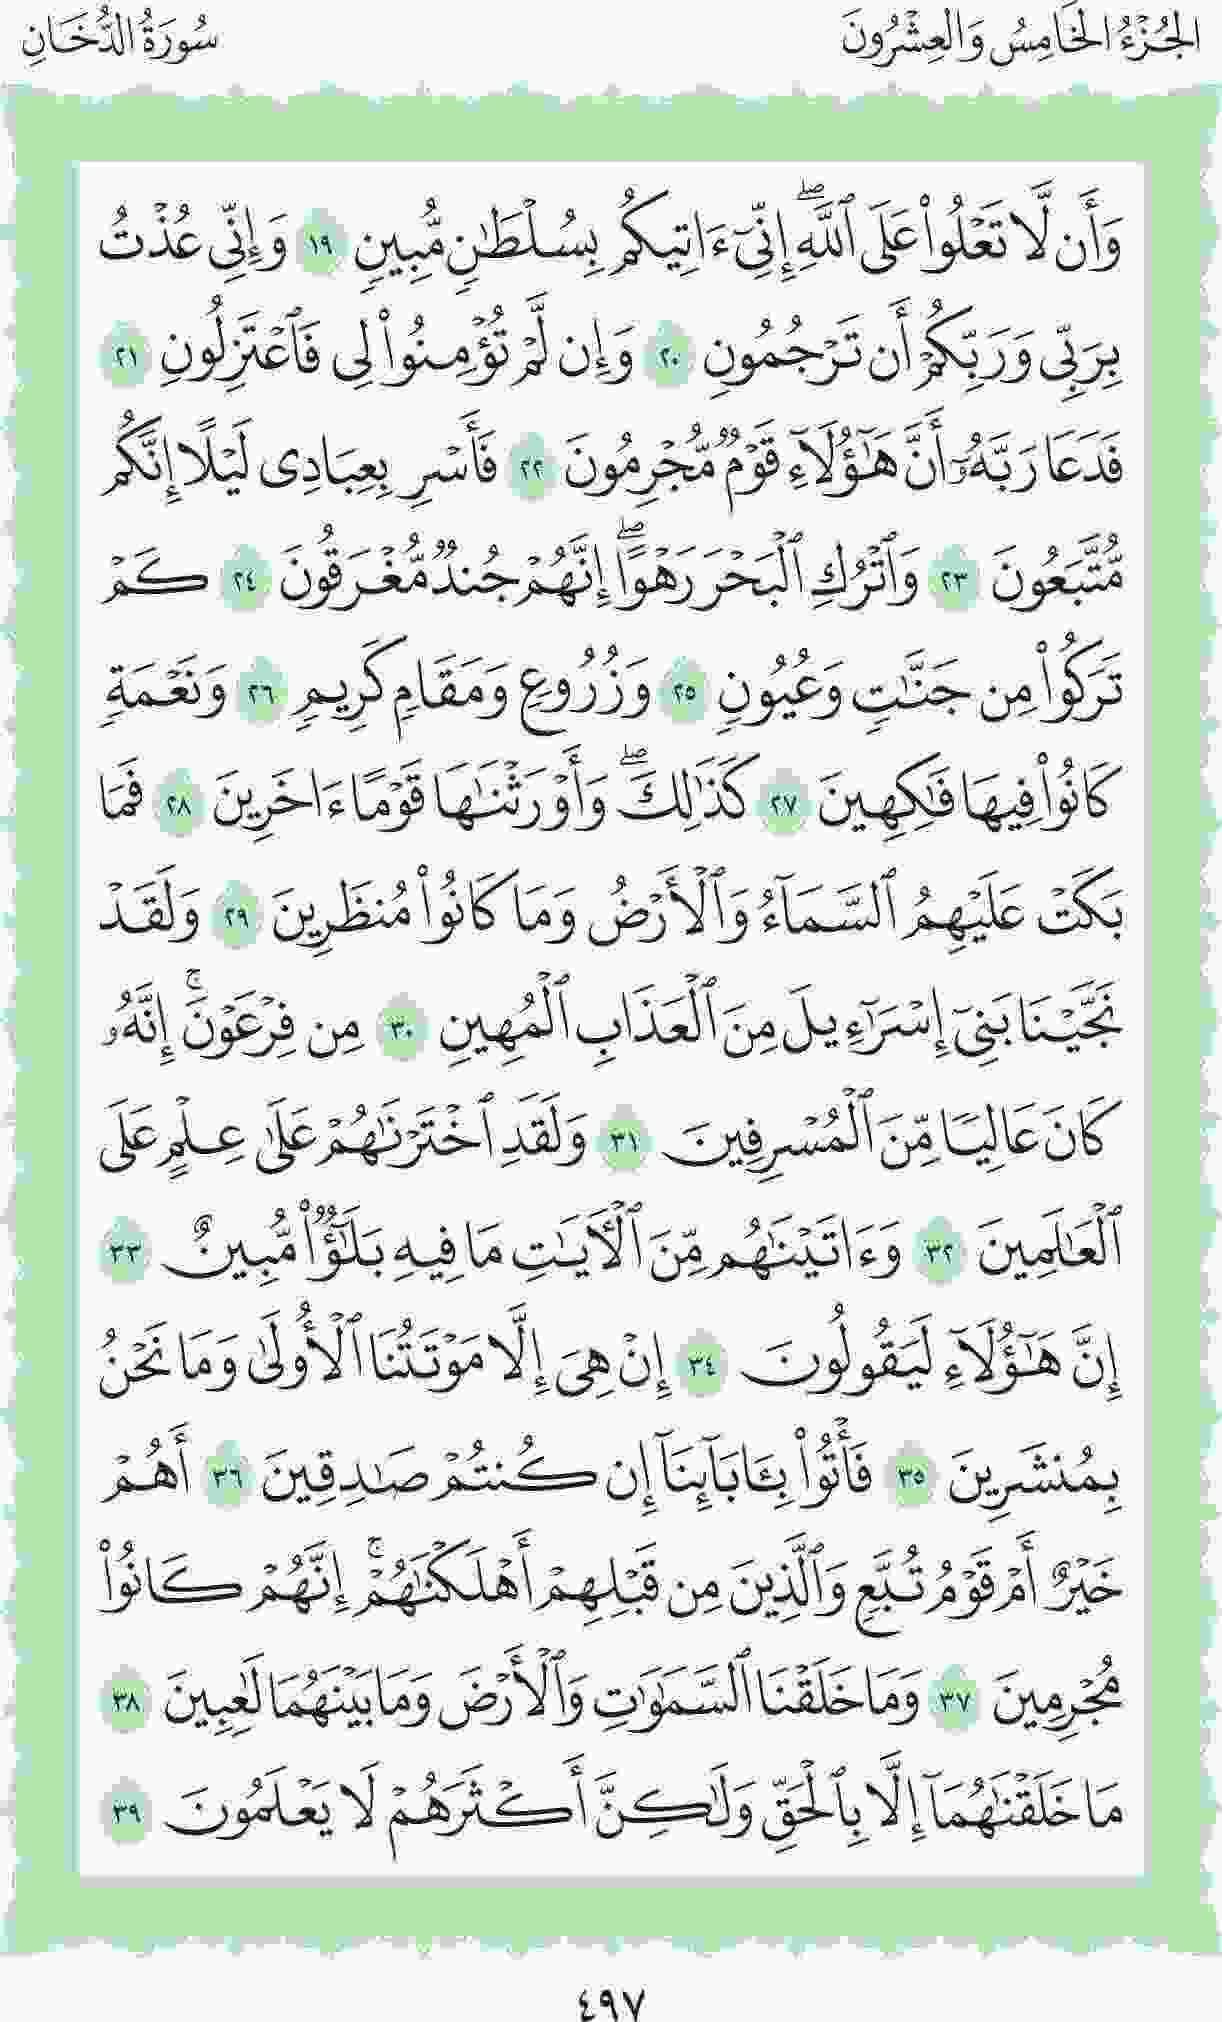 الجُزْءُ الخَامِسُ وَالعِشْرُونَ
سُورَةُ الدُّخَانِ
وَأَن لَّا تَعْلُوا۟ عَلَى ٱللَّهِ ۖ إِنِّىٓ ءَاتِيكُم بِسُلْطَـٰنٍ مُّبِينٍ ١٩ وَإِنِّى عُذْتُ
بِرَبِّى وَرَبِّكُمْ أَن تَرْجُمُونِ ٢٠ وَإِن لَّمْ تُؤْمِنُوا۟ لِى فَٱعْتَزِلُونِ ٢١
فَدَعَا رَبَّهُۥٓ أَنَّ هَـٰٓؤُلَآءِ قَوْمٌ مُّجْرِمُونَ ٢٢ فَأَسْرِ بِعِبَادِى لَيْلًا إِنَّكُم
مُّتَّبَعُونَ ٢٣ وَٱتْرُكِ ٱلْبَحْرَ رَهْوًا ۖ إِنَّهُمْ جُندٌ مُّغْرَقُونَ ٢٤ كَمْ
تَرَكُوا۟ مِن جَنَّـٰتٍ وَعُيُونٍ ٢٥ وَزُرُوعٍ وَمَقَامٍ كَرِيمٍ ٢٦ وَنَعْمَةٍ
كَانُوا۟ فِيهَا فَـٰكِهِينَ ٢٧ كَذَٰلِكَ ۖ وَأَوْرَثْنَـٰهَا قَوْمًا ءَاخَرِينَ ٢٨ فَمَا
بَكَتْ عَلَيْهِمُ ٱلسَّمَآءُ وَٱلْأَرْضُ وَمَا كَانُوا۟ مُنظَرِينَ ٢٩ وَلَقَدْ
نَجَّيْنَا بَنِىٓ إِسْرَٰٓءِيلَ مِنَ ٱلْعَذَابِ ٱلْمُهِينِ ٣٠ مِن فِرْعَوْنَ ۚ إِنَّهُۥ
كَانَ عَالِيًا مِّنَ ٱلْمُسْرِفِينَ ٣١ وَلَقَدِ ٱخْتَرْنَـٰهُمْ عَلَىٰ عِلْمٍ عَلَى
ٱلْعَـٰلَمِينَ ٣٢ وَءَاتَيْنَـٰهُم مِّنَ ٱلْـَٔايَـٰتِ مَا فِيهِ بَلَـٰٓؤٌا۟ مُّبِينٌ ٣٣
إِنَّ هَـٰٓؤُلَآءِ لَيَقُولُونَ ٣٤ إِنْ هِىَ إِلَّا مَوْتَتُنَا ٱلْأُولَىٰ وَمَا نَحْنُ
بِمُنشَرِينَ ٣٥ فَأْتُوا۟ بِـَٔابَآئِنَآ إِن كُنتُمْ صَـٰدِقِينَ ٣٦ أَهُمْ
خَيْرٌ أَمْ قَوْمُ تُبَّعٍ وَٱلَّذِينَ مِن قَبْلِهِمْ أَهْلَكْنَـٰهُمْ ۚ إِنَّهُمْ كَانُوا۟
مُجْرِمِينَ ٣٧ وَمَا خَلَقْنَا ٱلسَّمَـٰوَٰتِ وَٱلْأَرْضَ وَمَا بَيْنَهُمَا لَـٰعِبِينَ ٣٨
مَا خَلَقْنَـٰهُمَآ إِلَّا بِٱلْحَقِّ وَلَـٰكِنَّ أَكْثَرَهُمْ لَا يَعْلَمُونَ ٣٩
٤٩٧